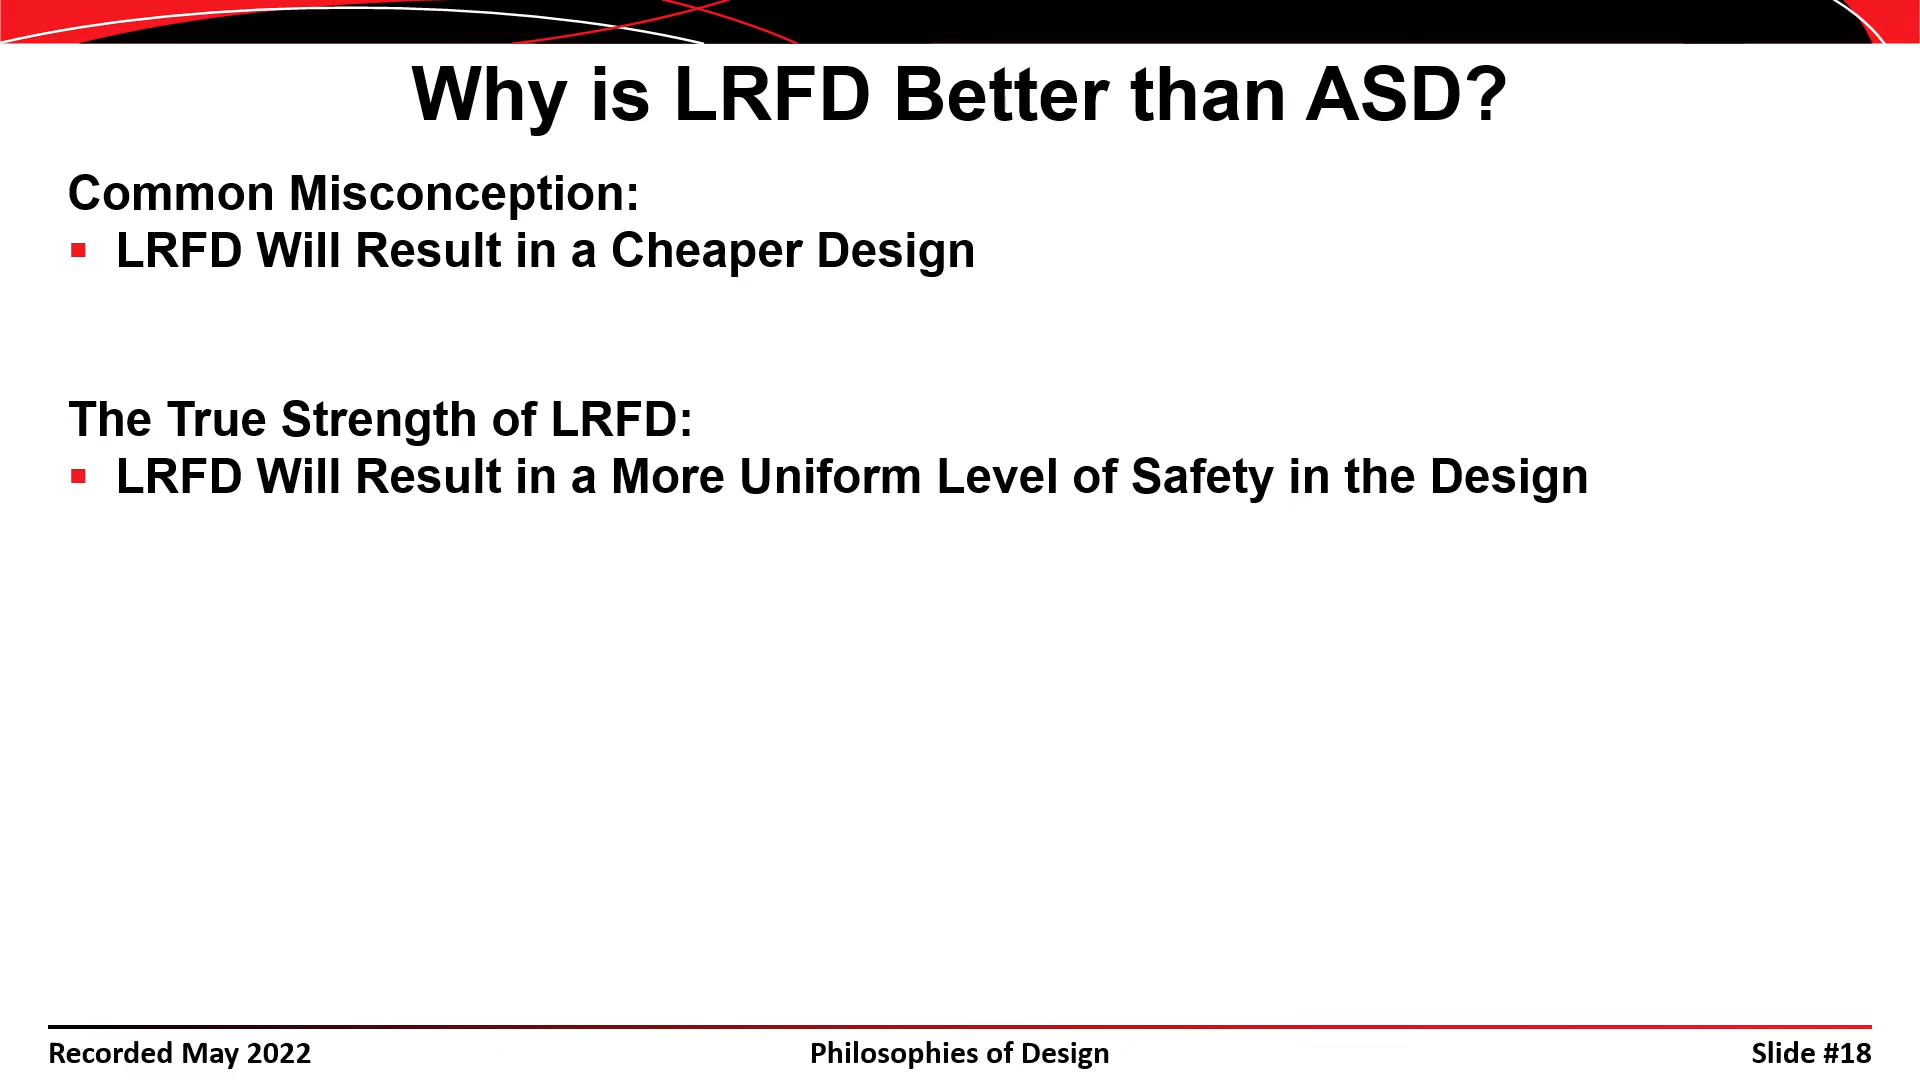 Why is LRFD Better than ASD?
Common Misconception:
▪ LRFD Will Result in a Cheaper Design
The True Strength of LRFD:
▪ LRFD Will Result in a More Uniform Level of Safety in the Design
Recorded May 2022
Philosophies of Design
Slide #18